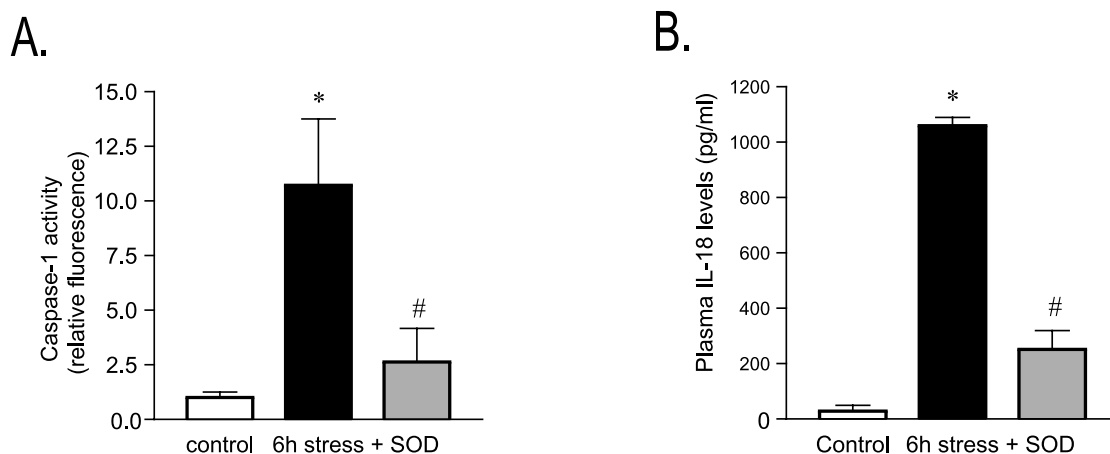 A.
Caspase-1 activity
(relative fluorescence)
15.0
12.5
10.0
7.5
5.0
2.5
0.0
*
#
control 6h stress + SOD
B.
Plasma IL-18 levels (pg/ml)
1200
1000
800
600
400
200
0
*
#
Control 6h stress + SOD